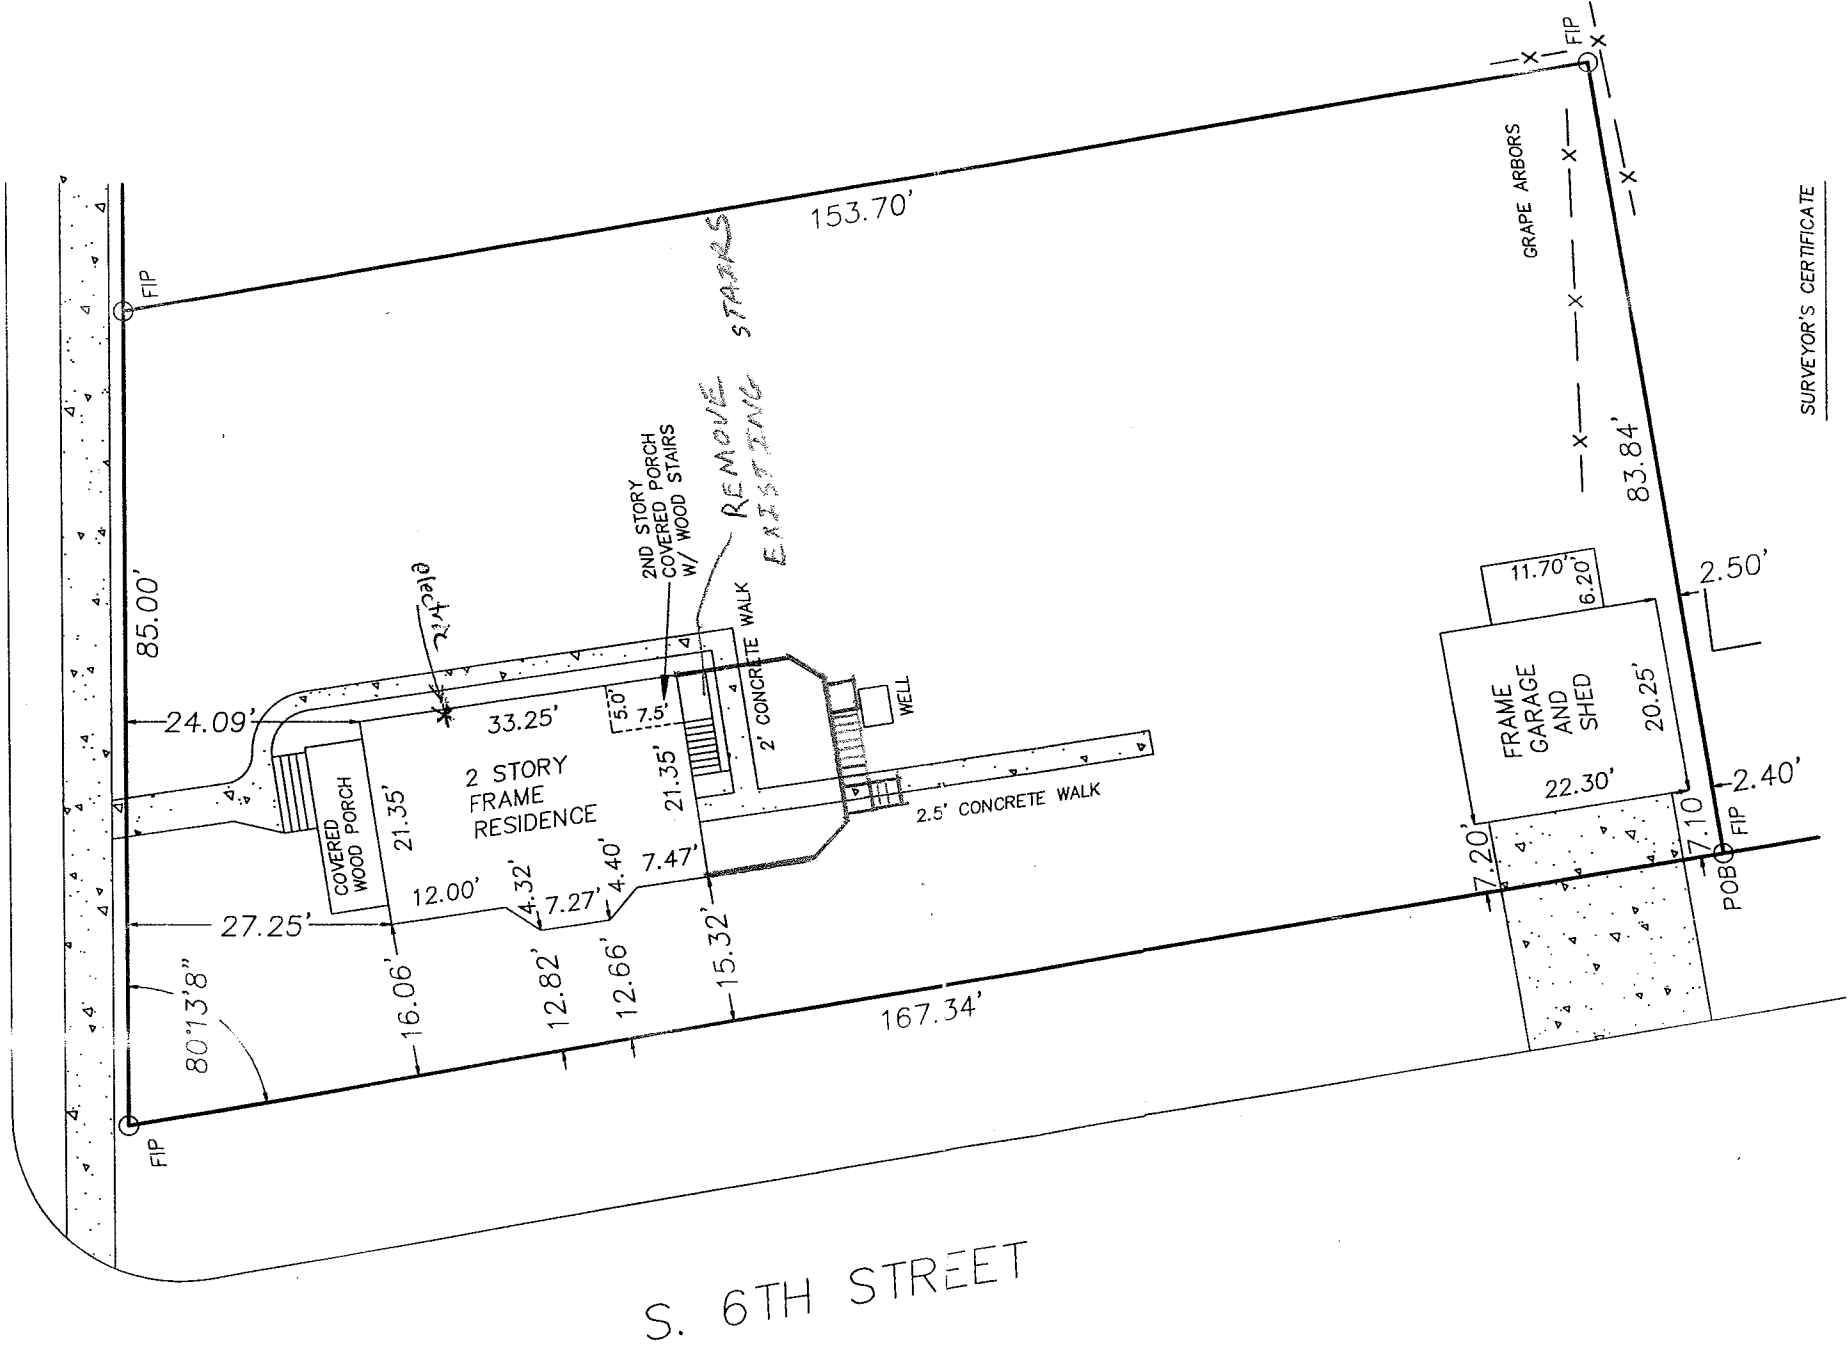 FIP
FIP
153.70'
GRAPE ARBORS
SURVEYOR'S CERTIFICATE
REMOVE
EXISTING STAIRS
2ND STORY
COVERED PORCH
W/ WOOD STAIRS
85.00'
electric
83.84'
24.09'
33.25'
5.0'
7.5'
2' CONCRETE WALK
WELL
11.70'
6.20'
2.50'
2 STORY
FRAME
RESIDENCE
21.35'
21.35'
COVERED
WOOD PORCH
FRAME
GARAGE
AND
SHED
20.25'
22.30'
2.40'
2.5' CONCRETE WALK
12.00'
4.32'
7.27'
4.40'
7.47'
7.20'
7.10'
FIP
POB
27.25'
80°13'8"
16.06'
12.82'
12.66'
15.32'
167.34'
FIP
S. 6TH STREET
X
X
X
X
X
X